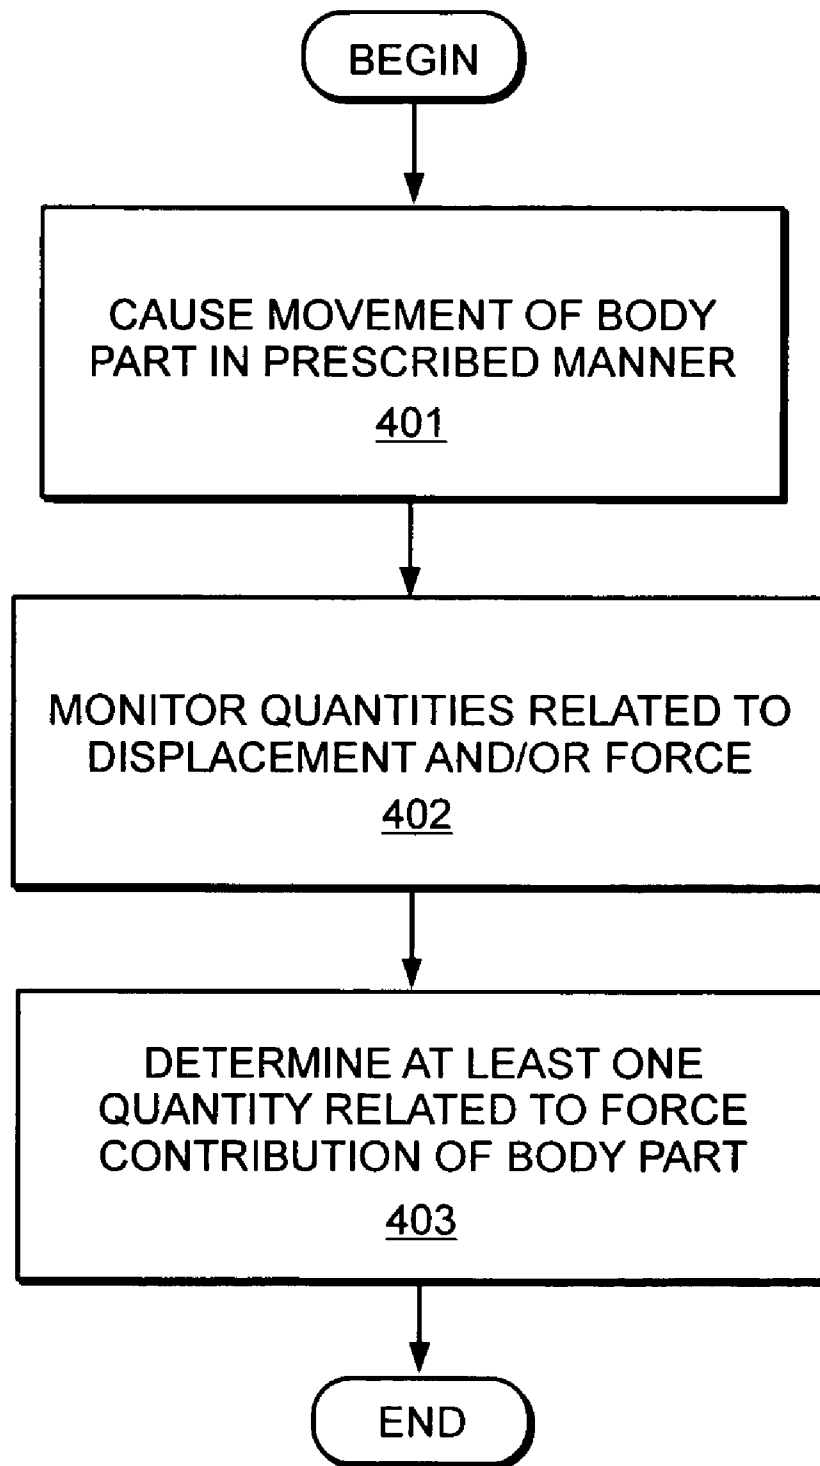 BEGIN
CAUSE MOVEMENT OF BODY
PART IN PRESCRIBED MANNER
401
MONITOR QUANTITIES RELATED TO
DISPLACEMENT AND/OR FORCE
402
DETERMINE AT LEAST ONE
QUANTITY RELATED TO FORCE
CONTRIBUTION OF BODY PART
403
END